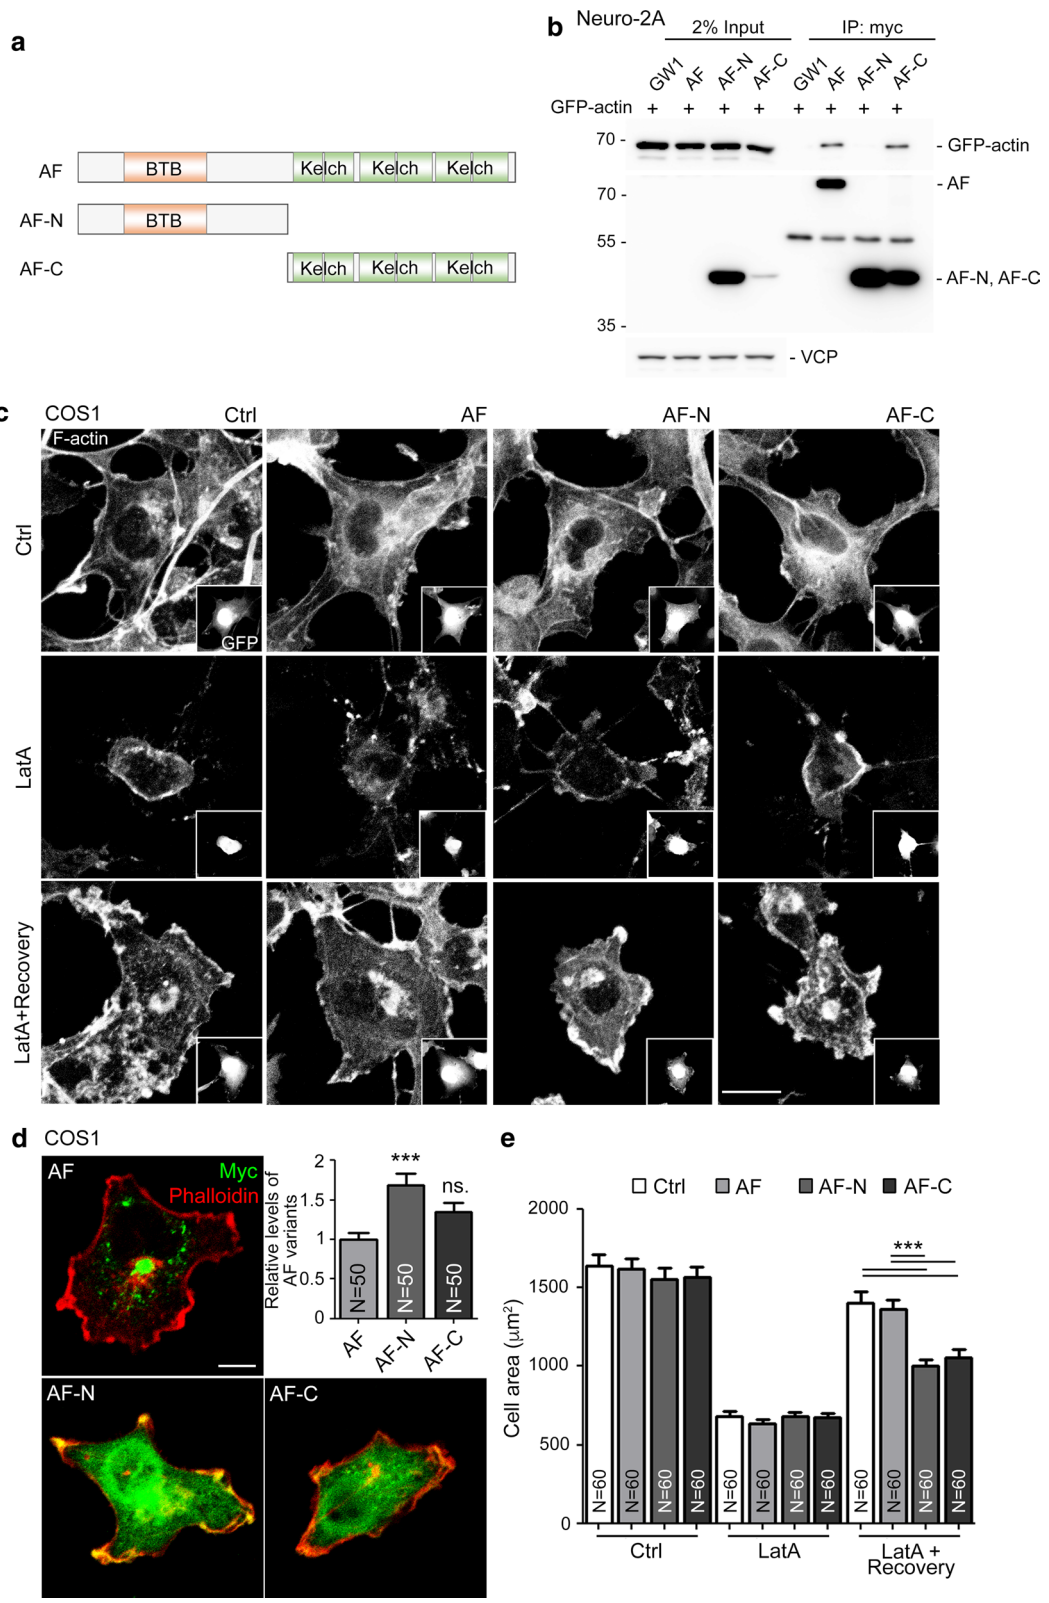 a
AF
BTB
Kelch
Kelch
Kelch
AF-N
BTB
AF-C
Kelch
Kelch
Kelch
b
Neuro-2A
2% Input
IP: myc
GW1 AF AF-N AF-C GW1 AF AF-N AF-C
GFP-actin + + + + + + + +
70 -
- GFP-actin
70 -
- AF
55 -
- AF-N, AF-C
35 -
- VCP
c
COS1
Ctrl
AF
AF-N
AF-C
F-actin
GFP
Ctrl
LatA
LatA+Recovery
d
COS1
AF
Myc
Phalloidin
AF-N
AF-C
Relative levels of
AF variants
2
1.5
1
0.5
0
***
ns.
N=50
N=50
N=50
AF
AF-N
AF-C
e
Ctrl
AF
AF-N
AF-C
Cell area (μm²)
2000
1500
1000
500
0
***
N=60
N=60
N=60
N=60
N=60
N=60
N=60
N=60
N=60
N=60
N=60
N=60
Ctrl
LatA
LatA +
Recovery